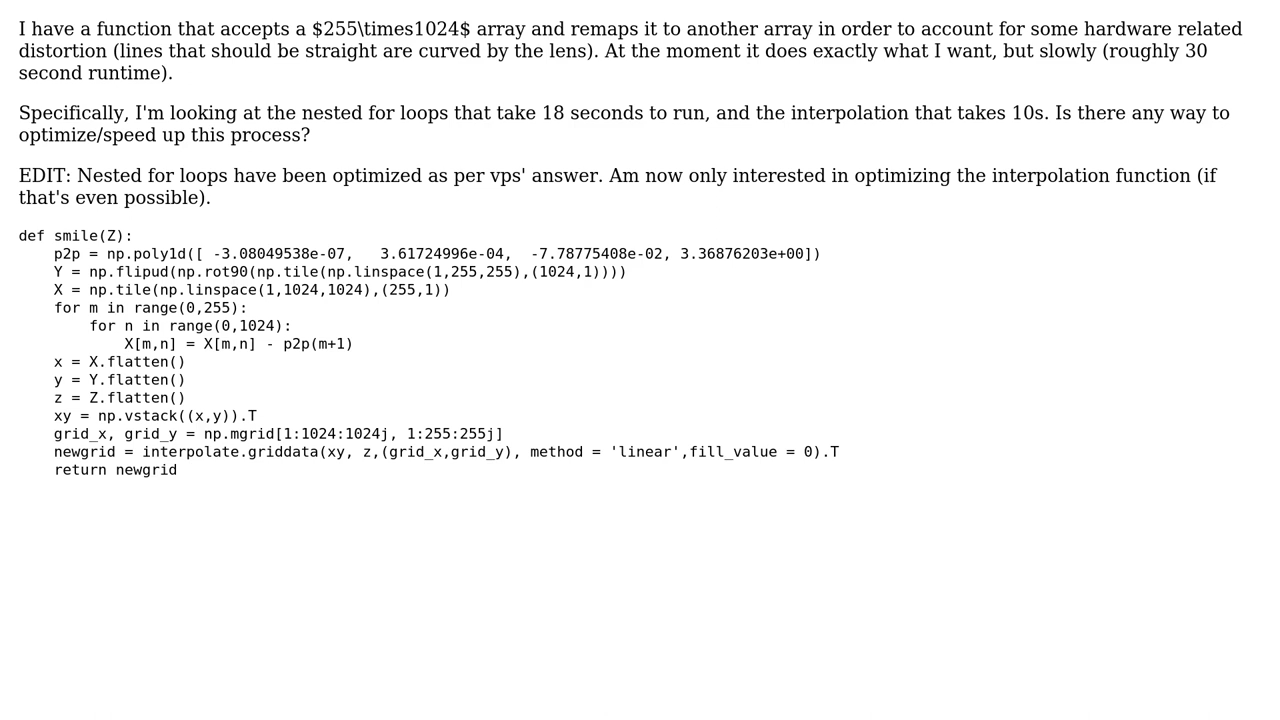 I have a function that accepts a $255\times1024$ array and remaps it to another array in order to account for some hardware related
distortion (lines that should be straight are curved by the lens). At the moment it does exactly what I want, but slowly (roughly 30
second runtime).
Specifically, I'm looking at the nested for loops that take 18 seconds to run, and the interpolation that takes 10s. Is there any way to
optimize/speed up this process?
EDIT: Nested for loops have been optimized as per vps' answer. Am now only interested in optimizing the interpolation function (if
that's even possible).
def smile(Z):
    p2p = np.poly1d([ -3.08049538e-07,   3.61724996e-04,  -7.78775408e-02, 3.36876203e+00])
    Y = np.flipud(np.rot90(np.tile(np.linspace(1,255,255),(1024,1))))
    X = np.tile(np.linspace(1,1024,1024),(255,1))
    for m in range(0,255):
        for n in range(0,1024):
            X[m,n] = X[m,n] - p2p(m+1)
    x = X.flatten()
    y = Y.flatten()
    z = Z.flatten()
    xy = np.vstack((x,y)).T
    grid_x, grid_y = np.mgrid[1:1024:1024j, 1:255:255j]
    newgrid = interpolate.griddata(xy, z,(grid_x,grid_y), method = 'linear',fill_value = 0).T
    return newgrid